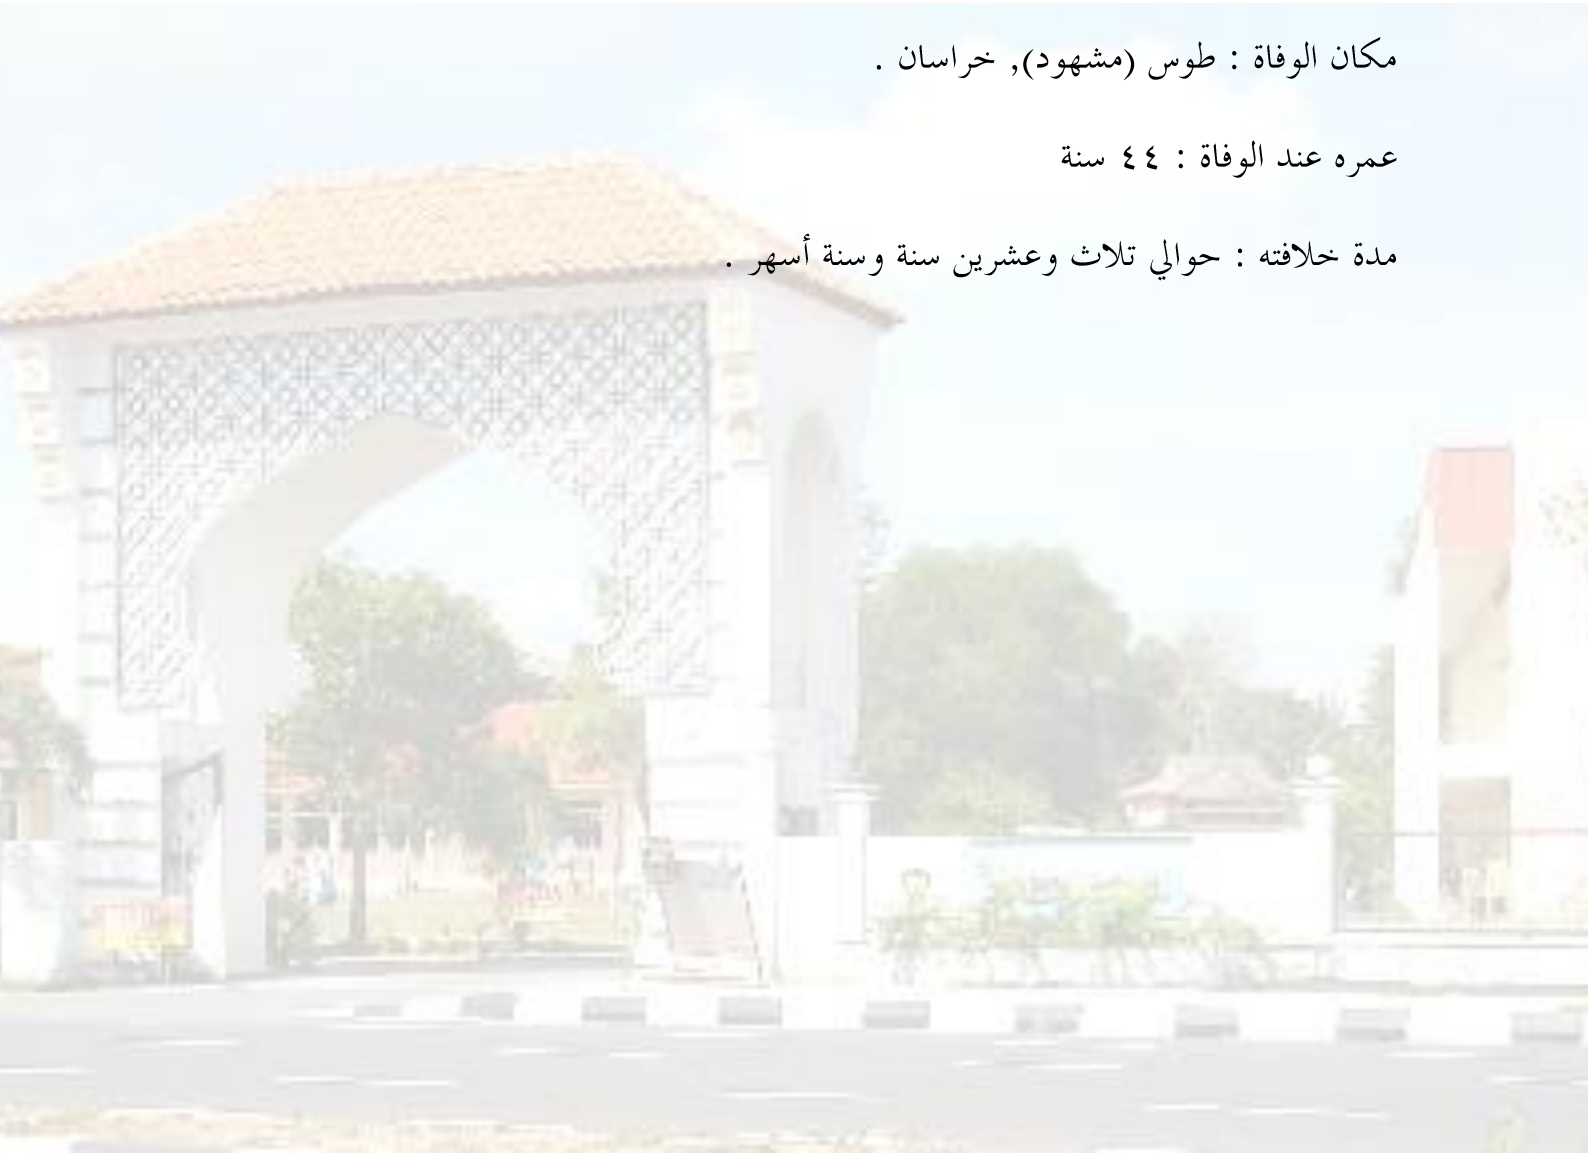 مكان الوفاة : طوس (مشهود), خراسان .
عمره عند الوفاة : ٤٤ سنة
مدة خلافته : حوالي تلاث وعشرين سنة وسنة أسهر .